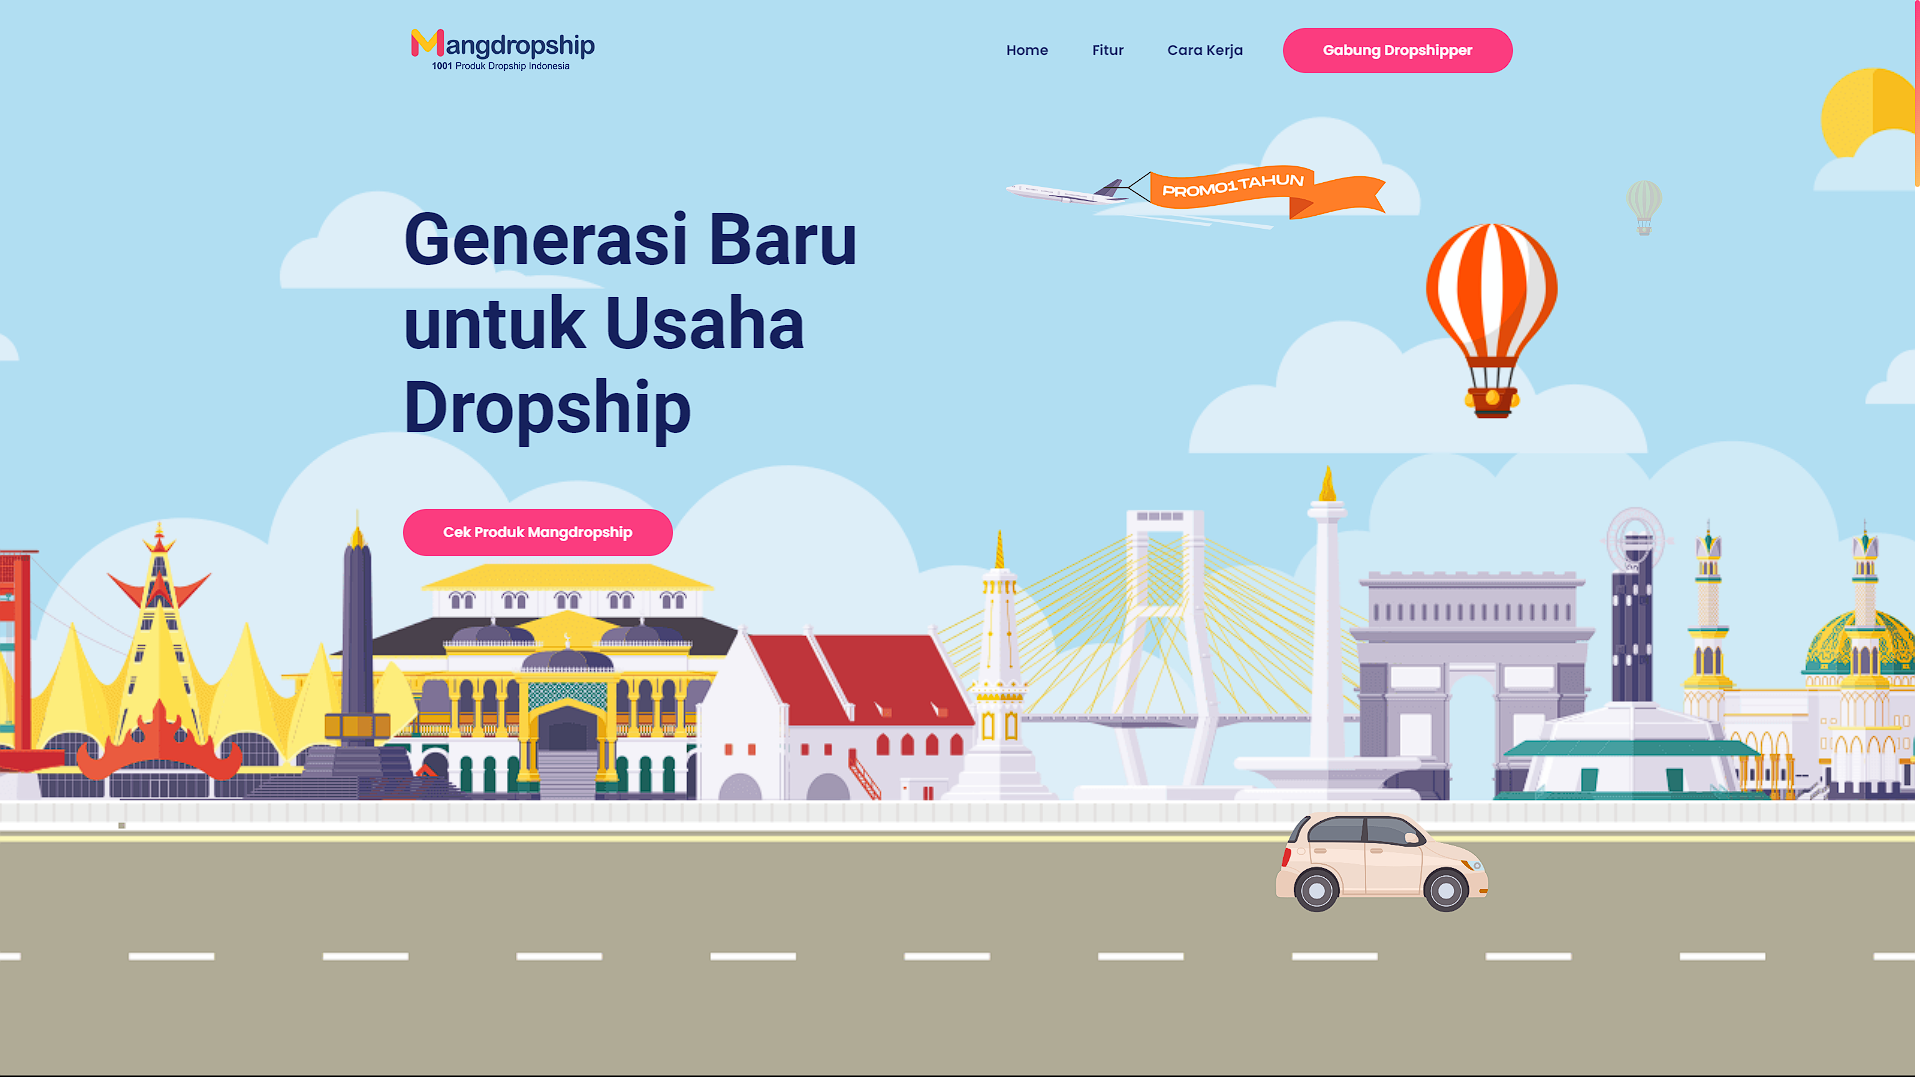 Mangdropship
1001 Produk Dropship Indonesia
Home
Fitur
Cara Kerja
Gabung Dropshipper
PROMO1TAHUN
Generasi Baru
untuk Usaha
Dropship
Cek Produk Mangdropship